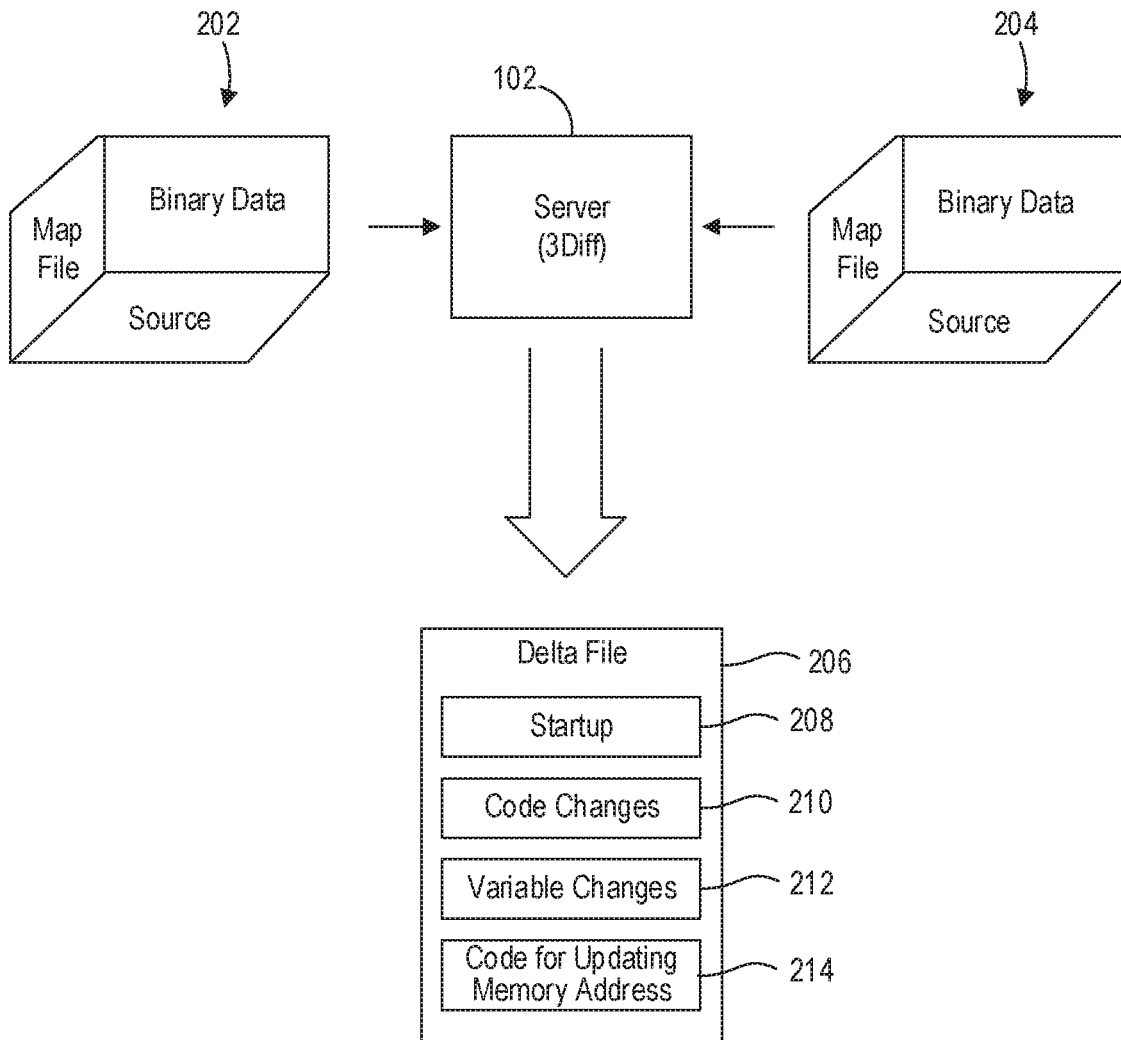 202
204
102
Binary Data
Map
File
Source
Server
(3Diff)
Binary Data
Map
File
Source
Delta File
206
Startup
208
Code Changes
210
Variable Changes
212
Code for Updating
Memory Address
214